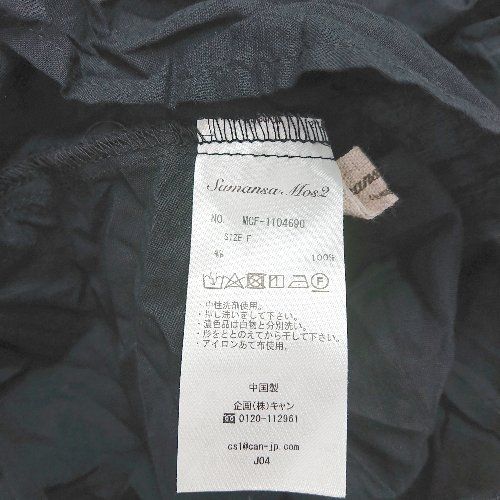 Samansa Mos2
NO. MCF-1104690
SIZE F
綿 100%
・中性洗剤使用。
・押し洗いをして下さい。
・濃色品は白物と分別洗い。
・形をととのえてから干して下さい。
・アイロンあて布使用。
中国製
企画(株)キャン
☎0120-112961
cs1@can-jp.com
J04